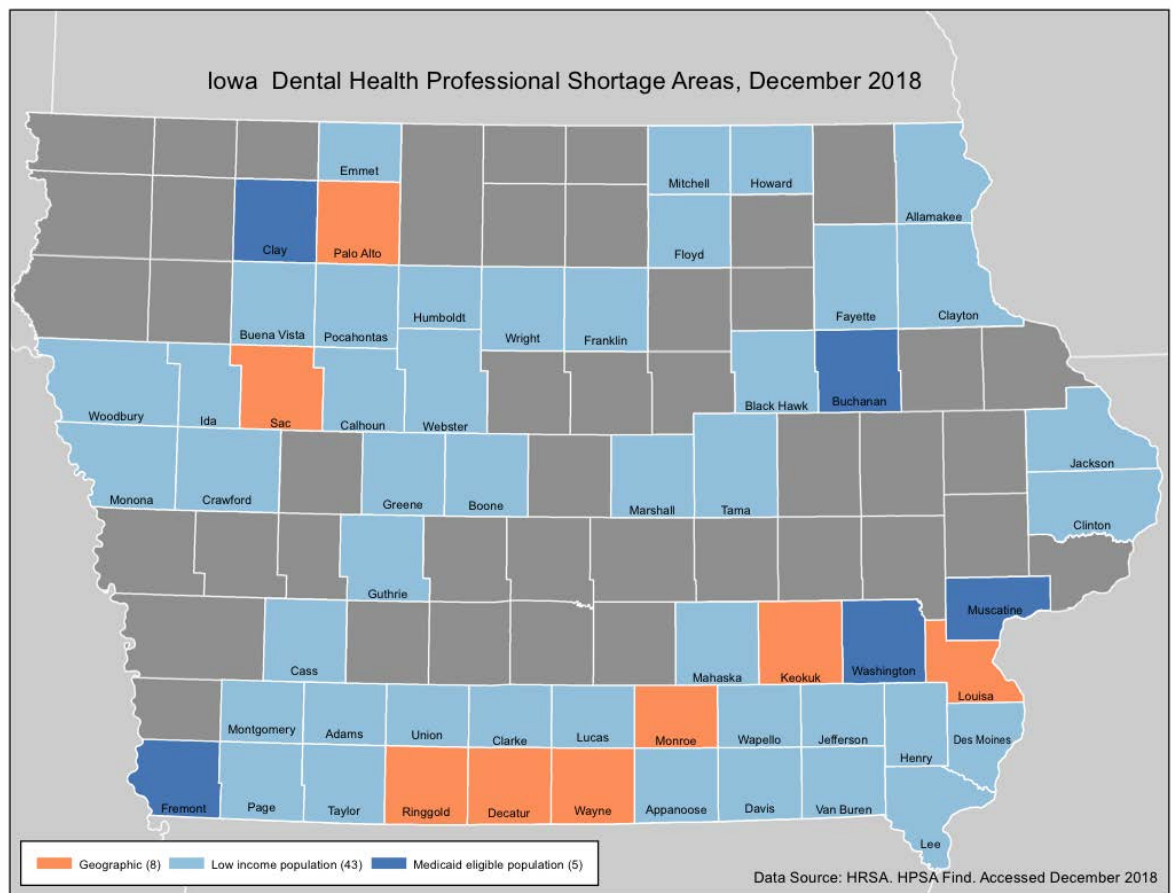 Iowa  Dental Health Professional Shortage Areas, December 2018
Emmet
Mitchell
Howard
Allamakee
Clay
Palo Alto
Floyd
Buena Vista
Pocahontas
Humboldt
Wright
Franklin
Fayette
Clayton
Woodbury
Ida
Sac
Calhoun
Webster
Black Hawk
Buchanan
Jackson
Monona
Crawford
Greene
Boone
Marshall
Tama
Clinton
Guthrie
Muscatine
Cass
Mahaska
Keokuk
Washington
Louisa
Montgomery
Adams
Union
Clarke
Lucas
Monroe
Wapello
Jefferson
Henry
Des Moines
Fremont
Page
Taylor
Ringgold
Decatur
Wayne
Appanoose
Davis
Van Buren
Lee
Geographic (8)
Low income population (43)
Medicaid eligible population (5)
Data Source: HRSA. HPSA Find. Accessed December 2018